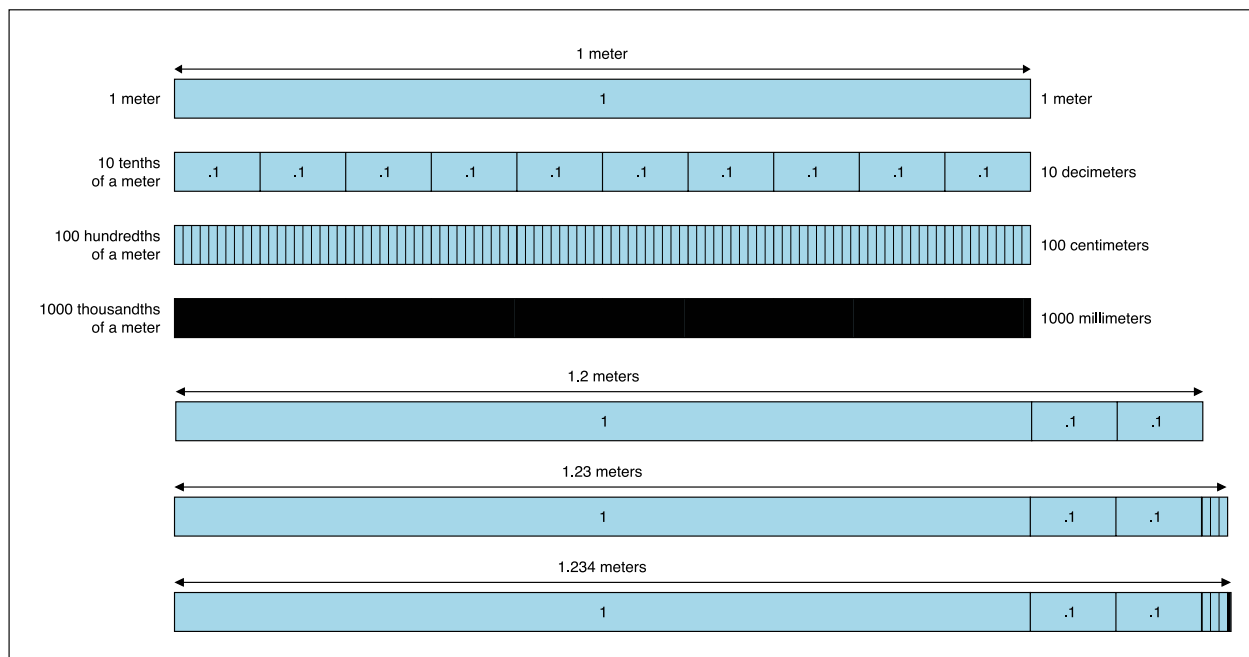 1 meter
1 meter
1
1 meter
10 tenths
of a meter
.1 .1 .1 .1 .1 .1 .1 .1 .1 .1
10 decimeters
100 hundredths
of a meter
100 centimeters
1000 thousandths
of a meter
1000 millimeters
1.2 meters
1 .1 .1
1.23 meters
1 .1 .1
1.234 meters
1 .1 .1